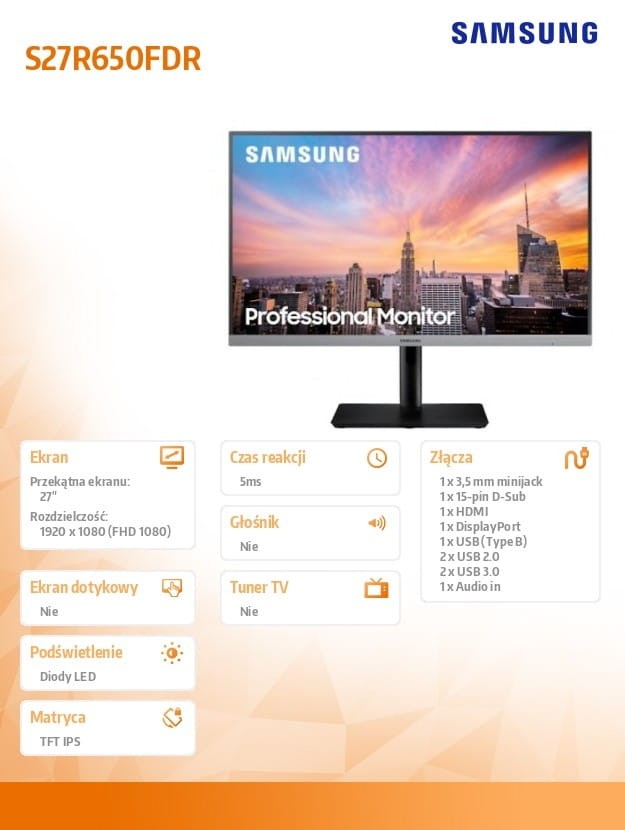 SAMSUNG
S27R650FDR
SAMSUNG
Professional Monitor
SAMSUNG
Ekran
Przekątna ekranu:
27"
Rozdzielczość:
1920 x 1080 (FHD 1080)
Ekran dotykowy
Nie
Podświetlenie
Diody LED
Matryca
TFT IPS
Czas reakcji
5ms
Głośnik
Nie
Tuner TV
Nie
Złącza
1 x 3,5 mm minijack
1 x 15-pin D-Sub
1 x HDMI
1 x DisplayPort
1 x USB (Type B)
2 x USB 2.0
2 x USB 3.0
1 x Audio in